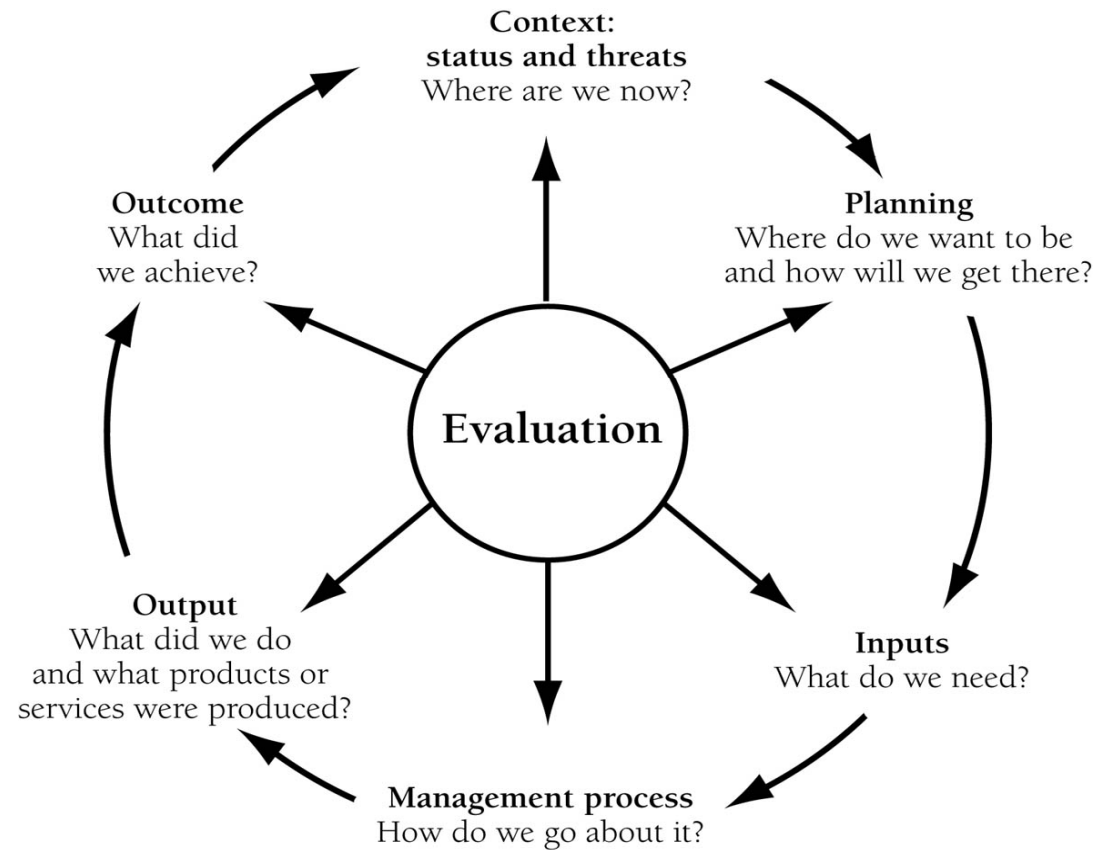 Context:
status and threats
Where are we now?
Planning
Where do we want to be
and how will we get there?
Inputs
What do we need?
Management process
How do we go about it?
Output
What did we do
and what products or
services were produced?
Outcome
What did
we achieve?
Evaluation